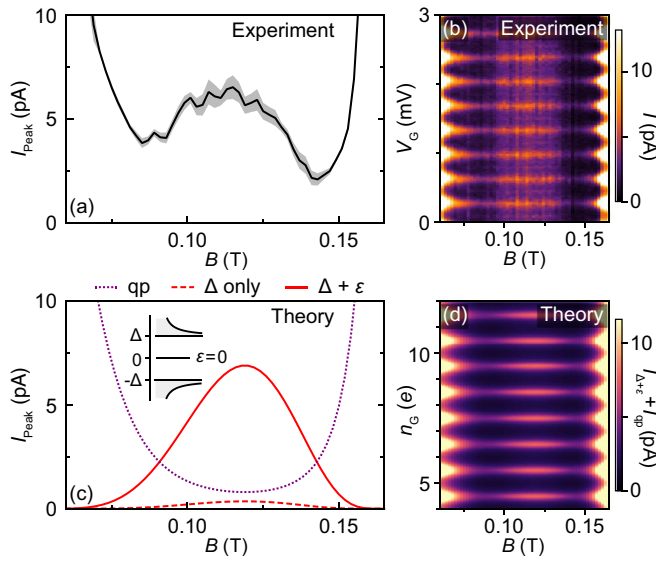 10
5
0
I_Peak (pA)
Experiment
(a)
0.10
0.15
B (T)
(b)
Experiment
3
0
V_G (mV)
0.10
0.15
B (T)
10
0
I (pA)
qp
Δ only
Δ + ε
10
5
0
I_Peak (pA)
Theory
Δ
0
-Δ
ε=0
(c)
0.10
0.15
B (T)
(d)
Theory
10
5
n_G (e)
0.10
0.15
B (T)
10
0
I_Δ+ε + I_qp (pA)